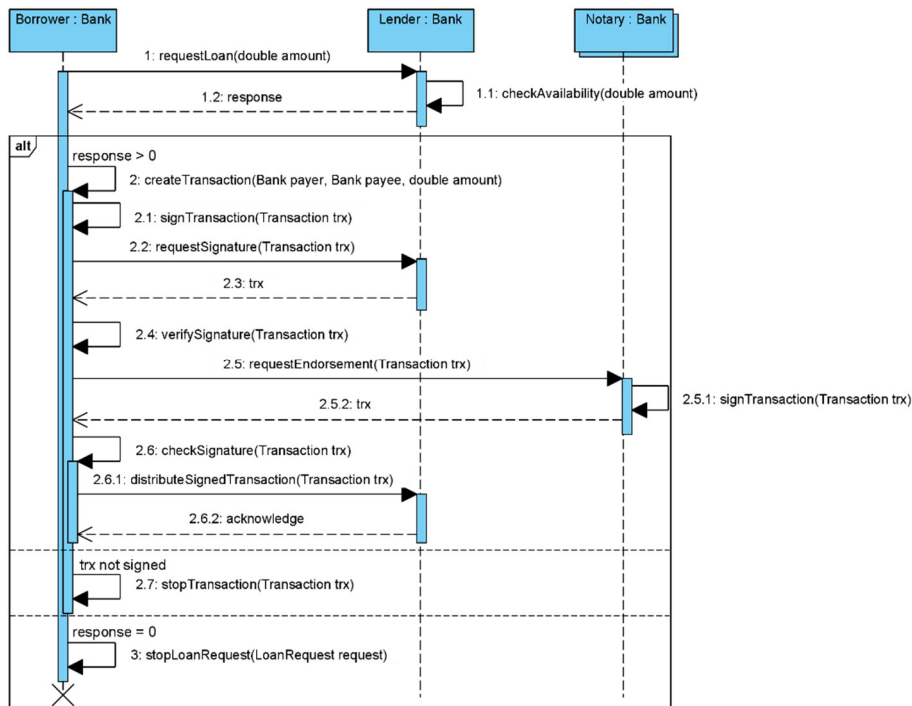 Borrower : Bank
Lender : Bank
Notary : Bank
1: requestLoan(double amount)
1.1: checkAvailability(double amount)
1.2: response
alt
response > 0
2: createTransaction(Bank payer, Bank payee, double amount)
2.1: signTransaction(Transaction trx)
2.2: requestSignature(Transaction trx)
2.3: trx
2.4: verifySignature(Transaction trx)
2.5: requestEndorsement(Transaction trx)
2.5.1: signTransaction(Transaction trx)
2.5.2: trx
2.6: checkSignature(Transaction trx)
2.6.1: distributeSignedTransaction(Transaction trx)
2.6.2: acknowledge
trx not signed
2.7: stopTransaction(Transaction trx)
response = 0
3: stopLoanRequest(LoanRequest request)